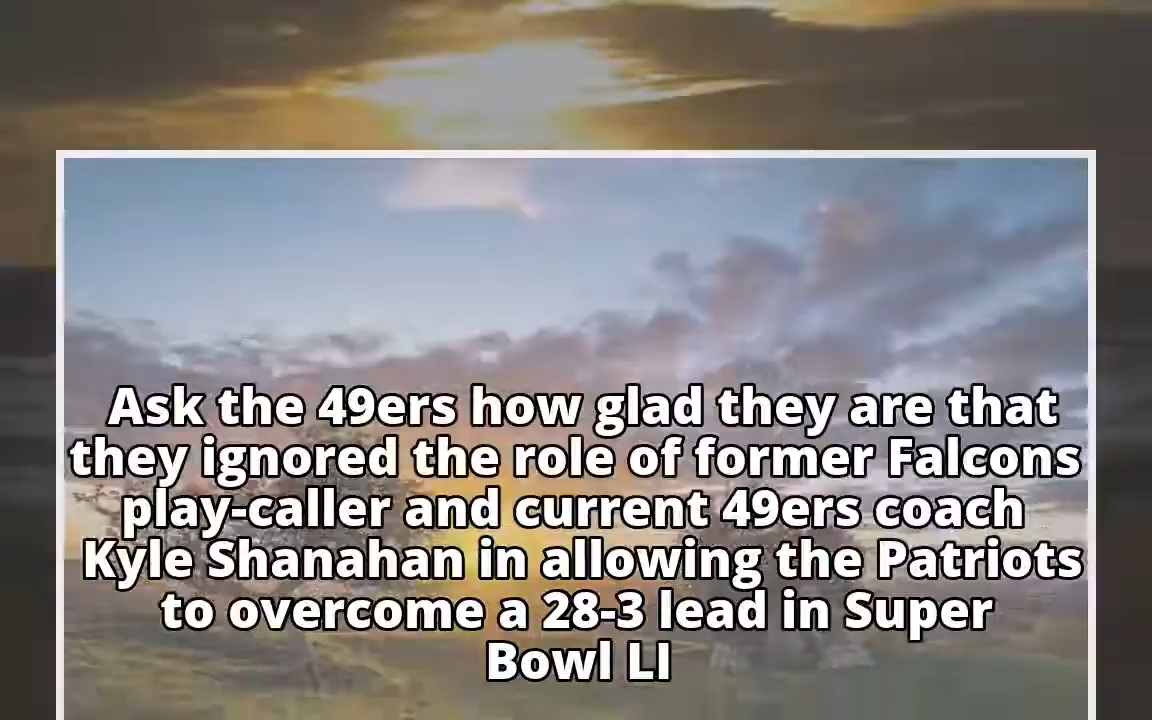 Ask the 49ers how glad they are that
they ignored the role of former Falcons
play-caller and current 49ers coach
Kyle Shanahan in allowing the Patriots
to overcome a 28-3 lead in Super
Bowl LI